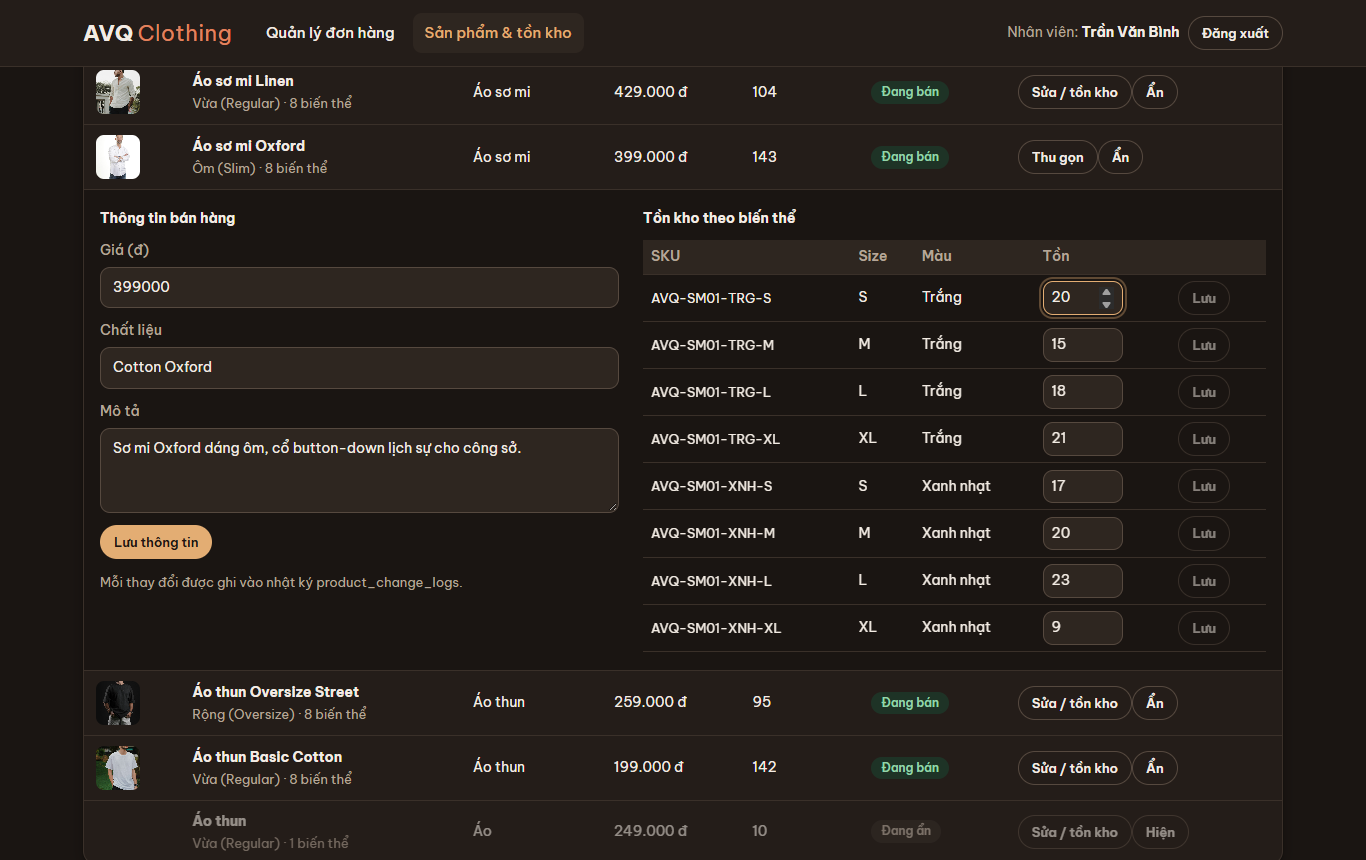 AVQ Clothing Quản lý đơn hàng Sản phẩm & tồn kho Nhân viên: Trần Văn Bình Đăng xuất
Áo sơ mi Linen
Vừa (Regular) · 8 biến thể
Áo sơ mi 429.000 đ 104 Đang bán Sửa / tồn kho Ẩn
Áo sơ mi Oxford
Ôm (Slim) · 8 biến thể
Áo sơ mi 399.000 đ 143 Đang bán Thu gọn Ẩn
Thông tin bán hàng
Giá (đ)
399000
Chất liệu
Cotton Oxford
Mô tả
Sơ mi Oxford dáng ôm, cổ button-down lịch sự cho công sở.
Lưu thông tin
Mỗi thay đổi được ghi vào nhật ký product_change_logs.
Tồn kho theo biến thể
SKU Size Màu Tồn
AVQ-SM01-TRG-S S Trắng 20 Lưu
AVQ-SM01-TRG-M M Trắng 15 Lưu
AVQ-SM01-TRG-L L Trắng 18 Lưu
AVQ-SM01-TRG-XL XL Trắng 21 Lưu
AVQ-SM01-XNH-S S Xanh nhạt 17 Lưu
AVQ-SM01-XNH-M M Xanh nhạt 20 Lưu
AVQ-SM01-XNH-L L Xanh nhạt 23 Lưu
AVQ-SM01-XNH-XL XL Xanh nhạt 9 Lưu
Áo thun Oversize Street
Rộng (Oversize) · 8 biến thể
Áo thun 259.000 đ 95 Đang bán Sửa / tồn kho Ẩn
Áo thun Basic Cotton
Vừa (Regular) · 8 biến thể
Áo thun 199.000 đ 142 Đang bán Sửa / tồn kho Ẩn
Áo thun
Vừa (Regular) · 1 biến thể
Áo 249.000 đ 10 Đang ẩn Sửa / tồn kho Hiện